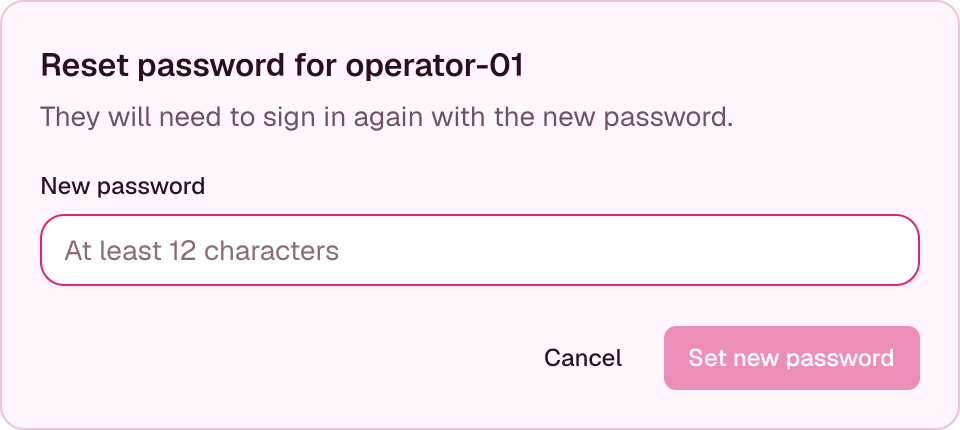 Reset password for operator-01
They will need to sign in again with the new password.
New password
At least 12 characters
Cancel
Set new password